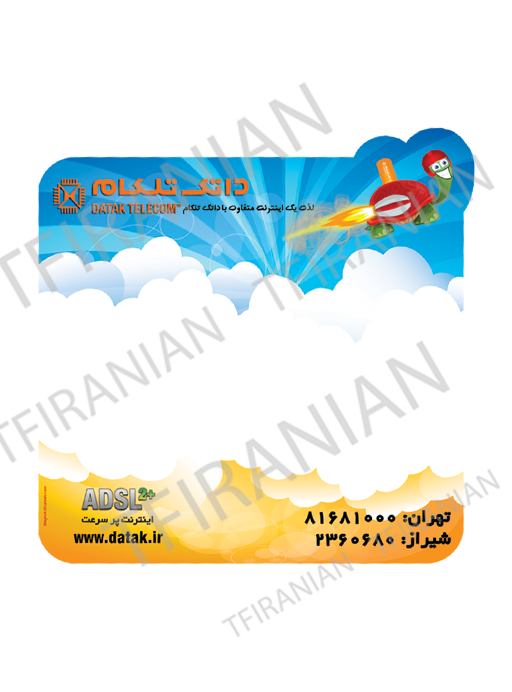 داتک تلکام
DATAK TELECOM™
لذت یک اینترنت متفاوت با داتک تلکام
ADSL2+
اینترنت پر سرعت
www.datak.ir
تهران: ۸۱۶۸۱۰۰۰
شیراز: ۲۳۶۰۶۸۰
TFIRANIAN
TFIRANIAN
TFIRANIAN
TFIRANIAN
TFIRANIAN
TFIRANIAN